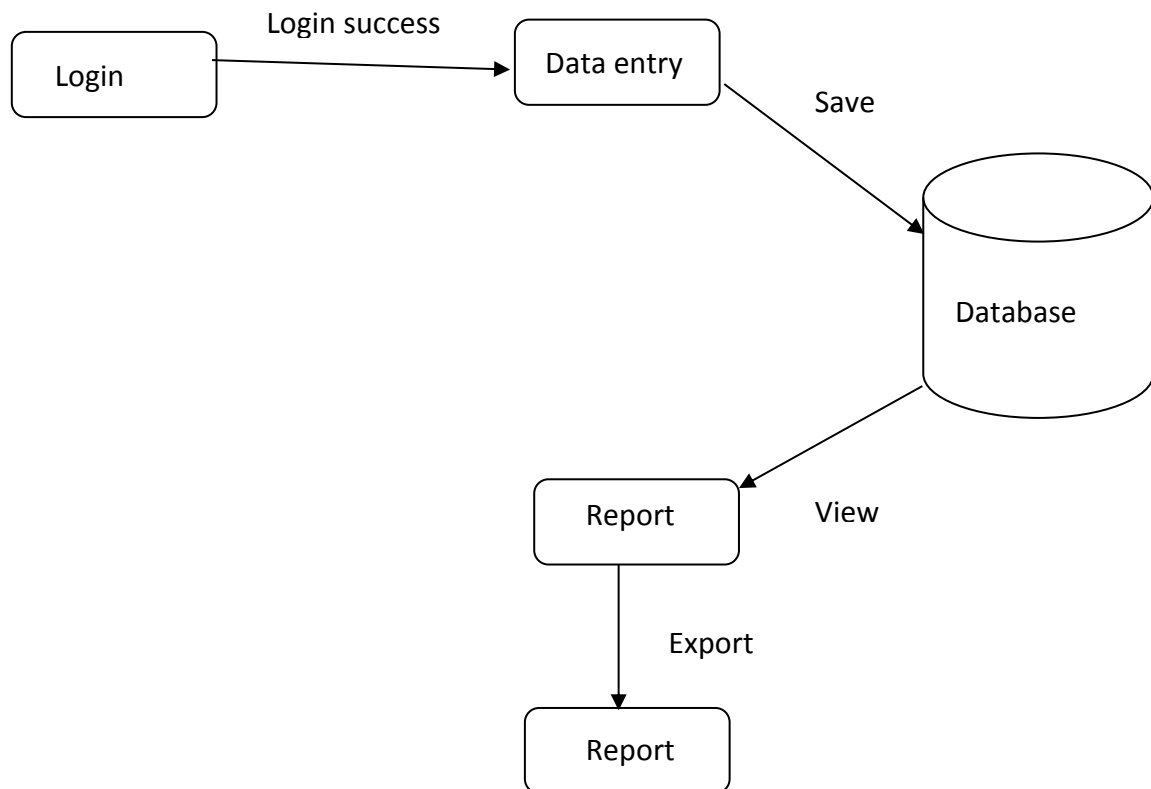 Login success
Login
Data entry
Save
Database
Report
View
Export
Report